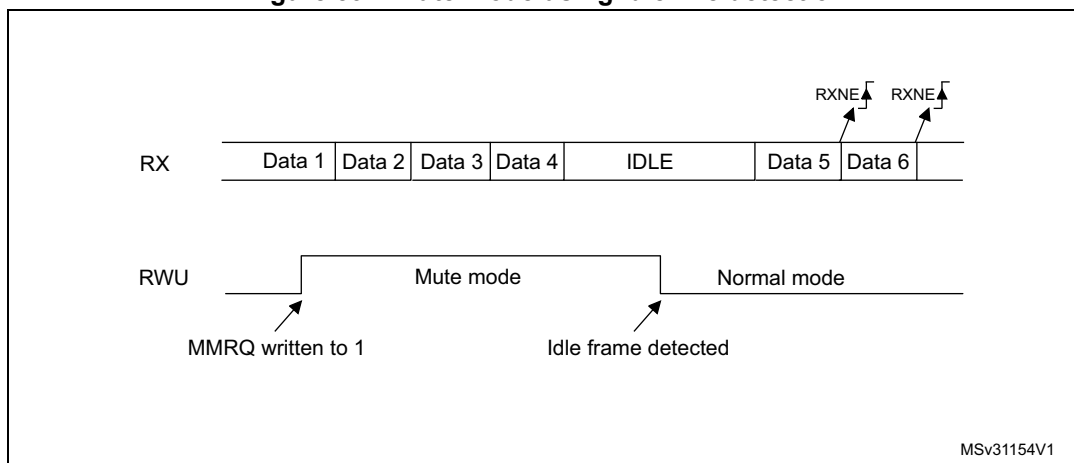 RXNE RXNE
RX Data 1 Data 2 Data 3 Data 4 IDLE Data 5 Data 6
RWU Mute mode Normal mode
MMRQ written to 1 Idle frame detected
MSv31154V1